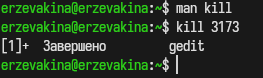 erzevakina@erzevakina:~$ man kill
erzevakina@erzevakina:~$ kill 3173
[1]+  Завершено         gedit
erzevakina@erzevakina:~$